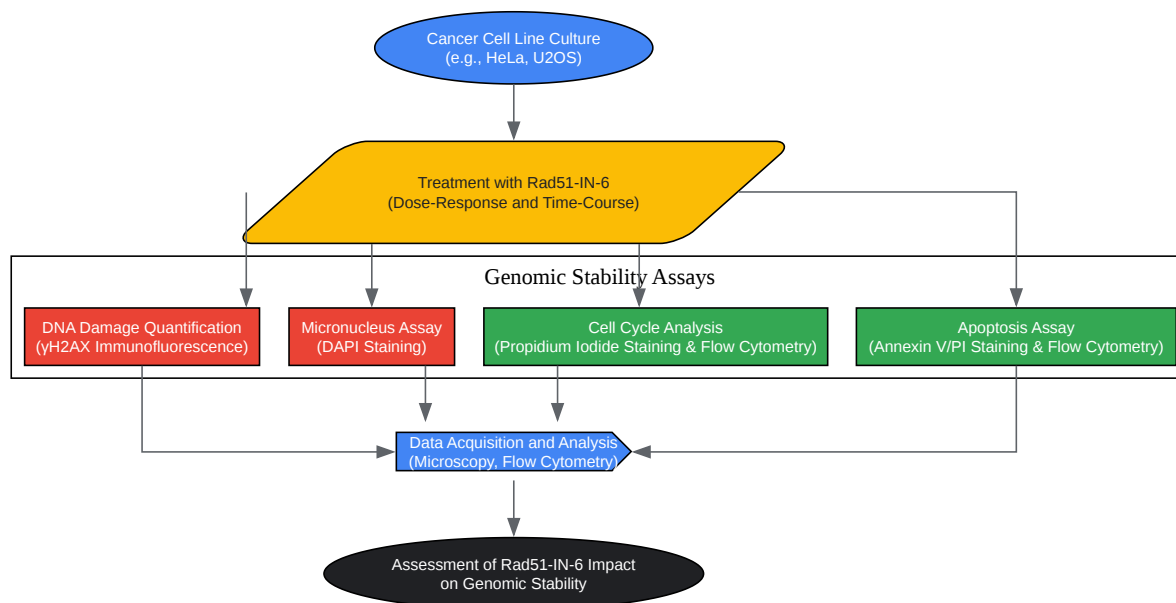 Cancer Cell Line Culture
(e.g., HeLa, U2OS)
Treatment with Rad51-IN-6
(Dose-Response and Time-Course)
Genomic Stability Assays
DNA Damage Quantification
(γH2AX Immunofluorescence)
Micronucleus Assay
(DAPI Staining)
Cell Cycle Analysis
(Propidium Iodide Staining & Flow Cytometry)
Apoptosis Assay
(Annexin V/PI Staining & Flow Cytometry)
Data Acquisition and Analysis
(Microscopy, Flow Cytometry)
Assessment of Rad51-IN-6 Impact
on Genomic Stability